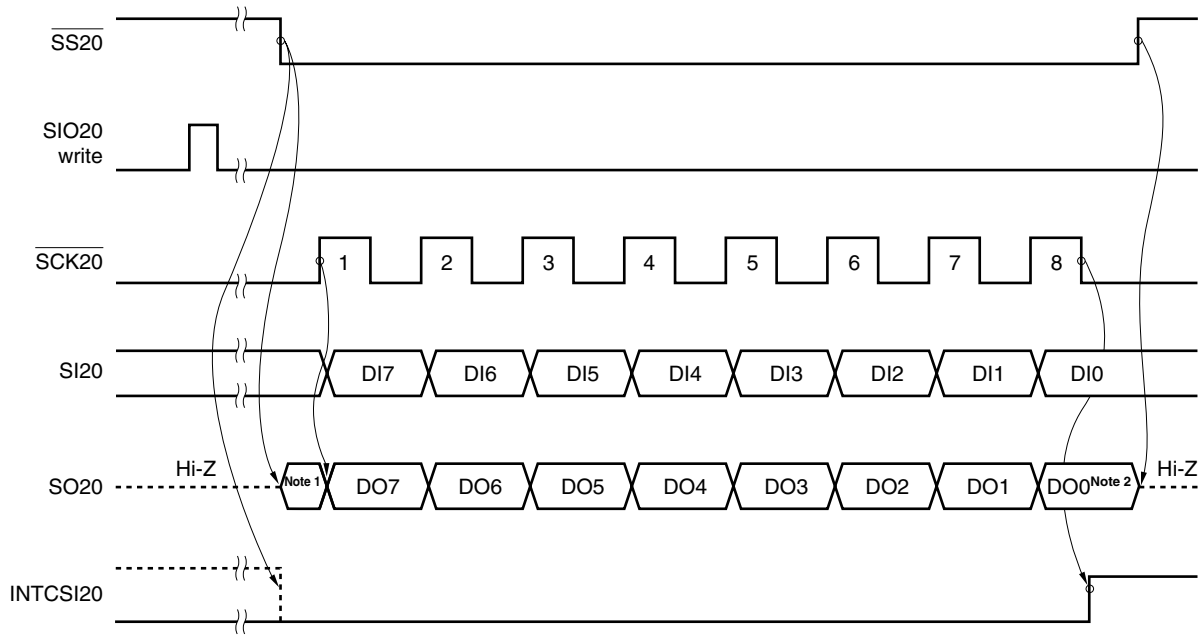 SS20
SIO20
write
SCK20
1 2 3 4 5 6 7 8
SI20
DI7 DI6 DI5 DI4 DI3 DI2 DI1 DI0
Hi-Z
Hi-Z
SO20
Note 1 DO7 DO6 DO5 DO4 DO3 DO2 DO1 DO0 Note 2
INTCSI20